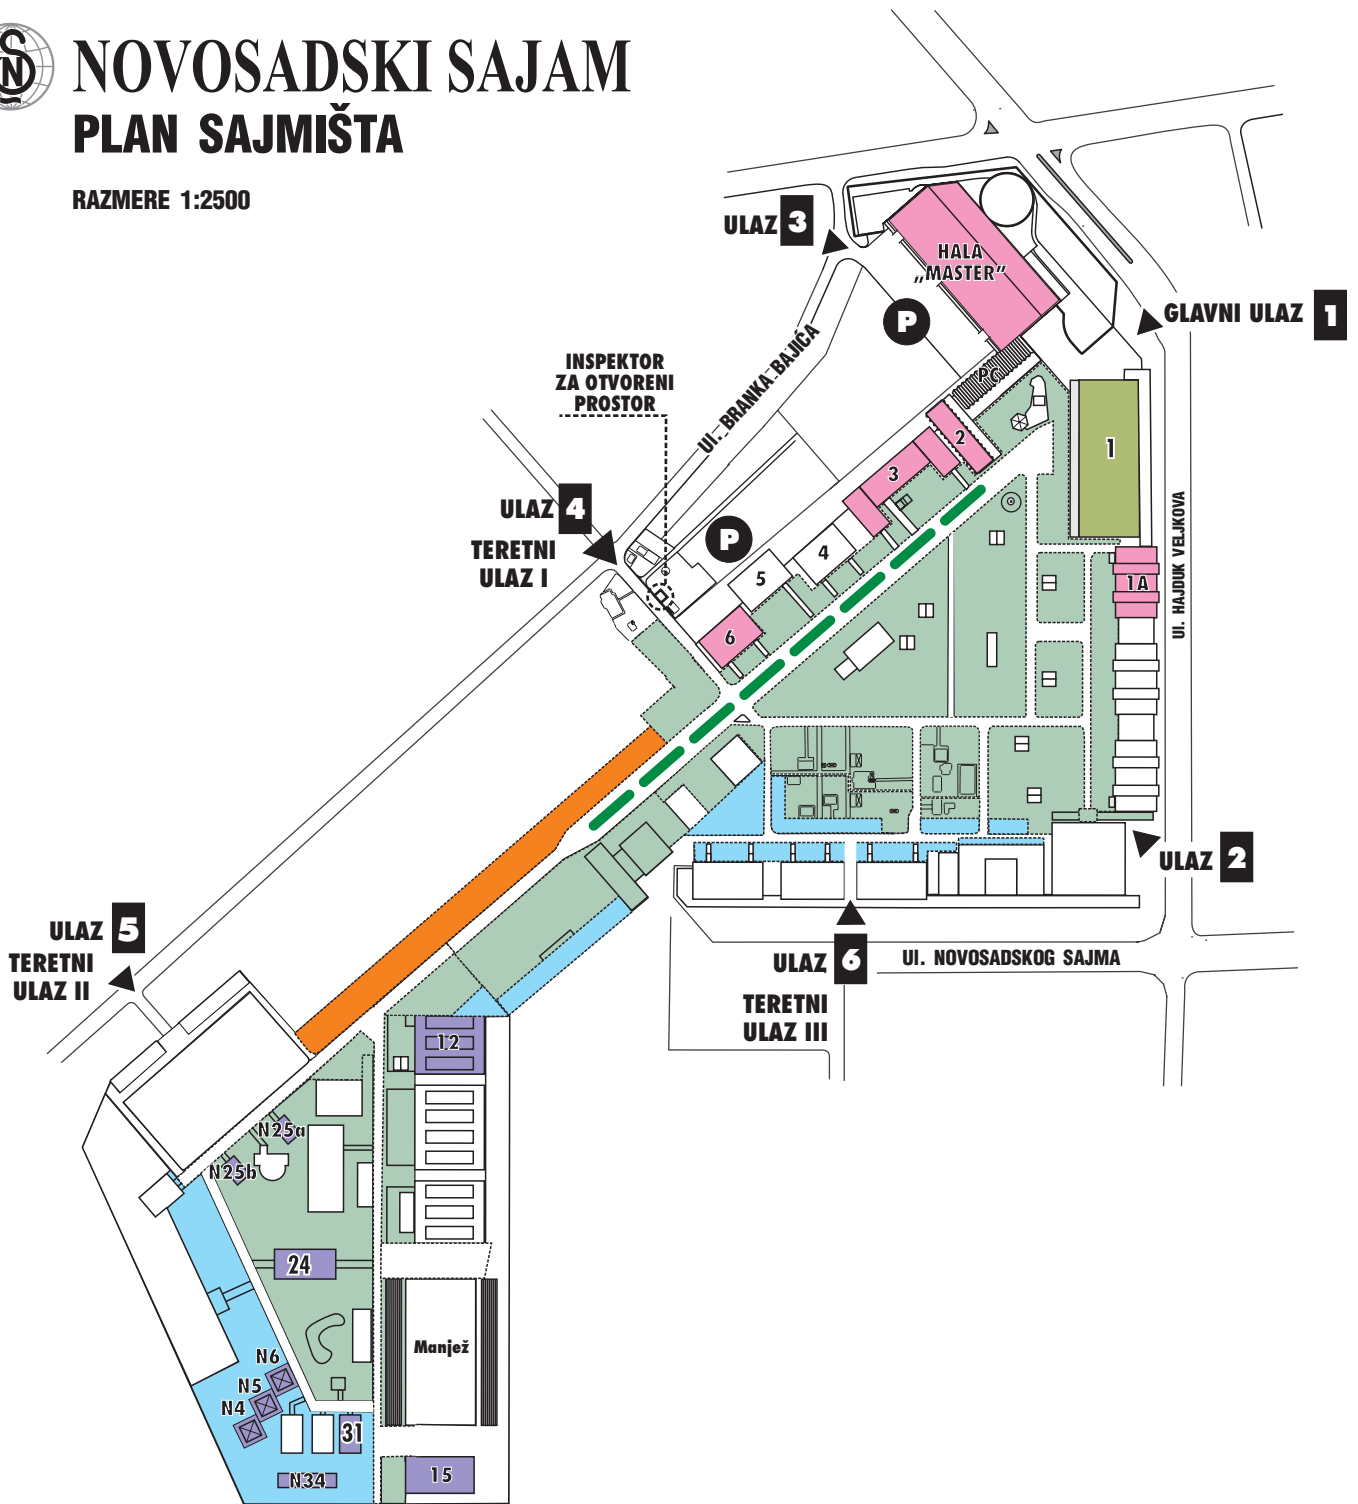 NOVOSADSKI SAJAM
PLAN SAJMIŠTA
RAZMERE 1:2500
ULAZ 3
HALA
„MASTER”
P
GLAVNI ULAZ 1
INSPEKTOR
ZA OTVORENI
PROSTOR
Ul. BRANKA BAJIĆA
PC
2
3
1
ULAZ 4
TERETNI
ULAZ I
P
4
5
6
1A
Ul. HAJDUK VELJKOVA
ULAZ 2
ULAZ 5
TERETNI
ULAZ II
ULAZ 6
TERETNI
ULAZ III
Ul. NOVOSADSKOG SAJMA
12
N25a
N25b
24
Manjež
N6
N5
N4
31
N34
15